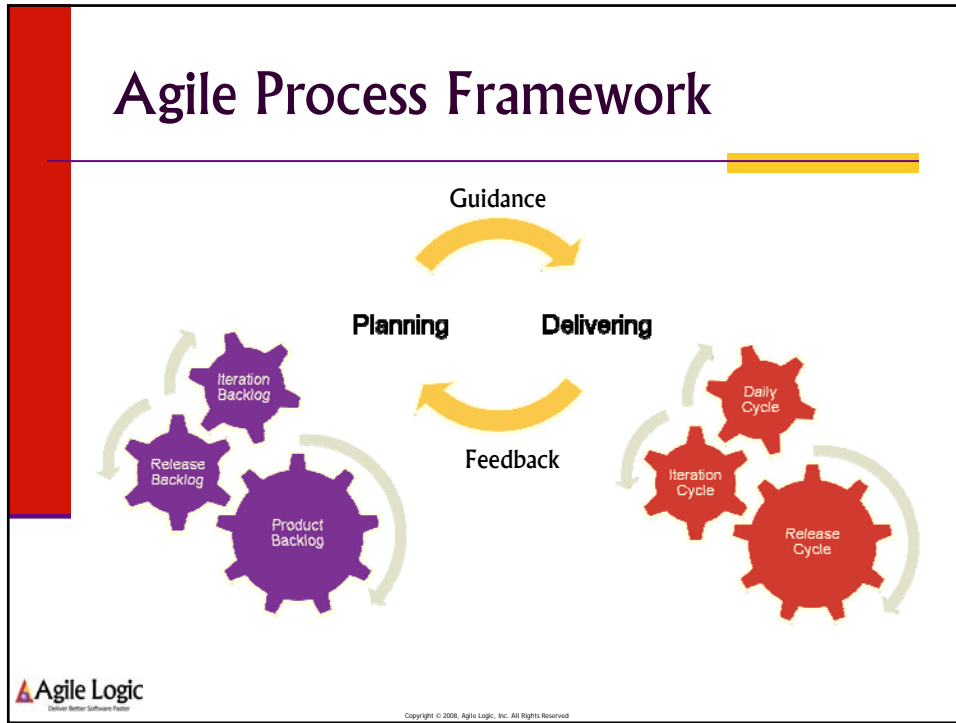 Agile Process Framework
Guidance
Planning
Delivering
Feedback
Iteration
Backlog
Release
Backlog
Product
Backlog
Daily
Cycle
Iteration
Cycle
Release
Cycle
Agile Logic
Deliver Better Software Faster
Copyright © 2008, Agile Logic, Inc. All Rights Reserved